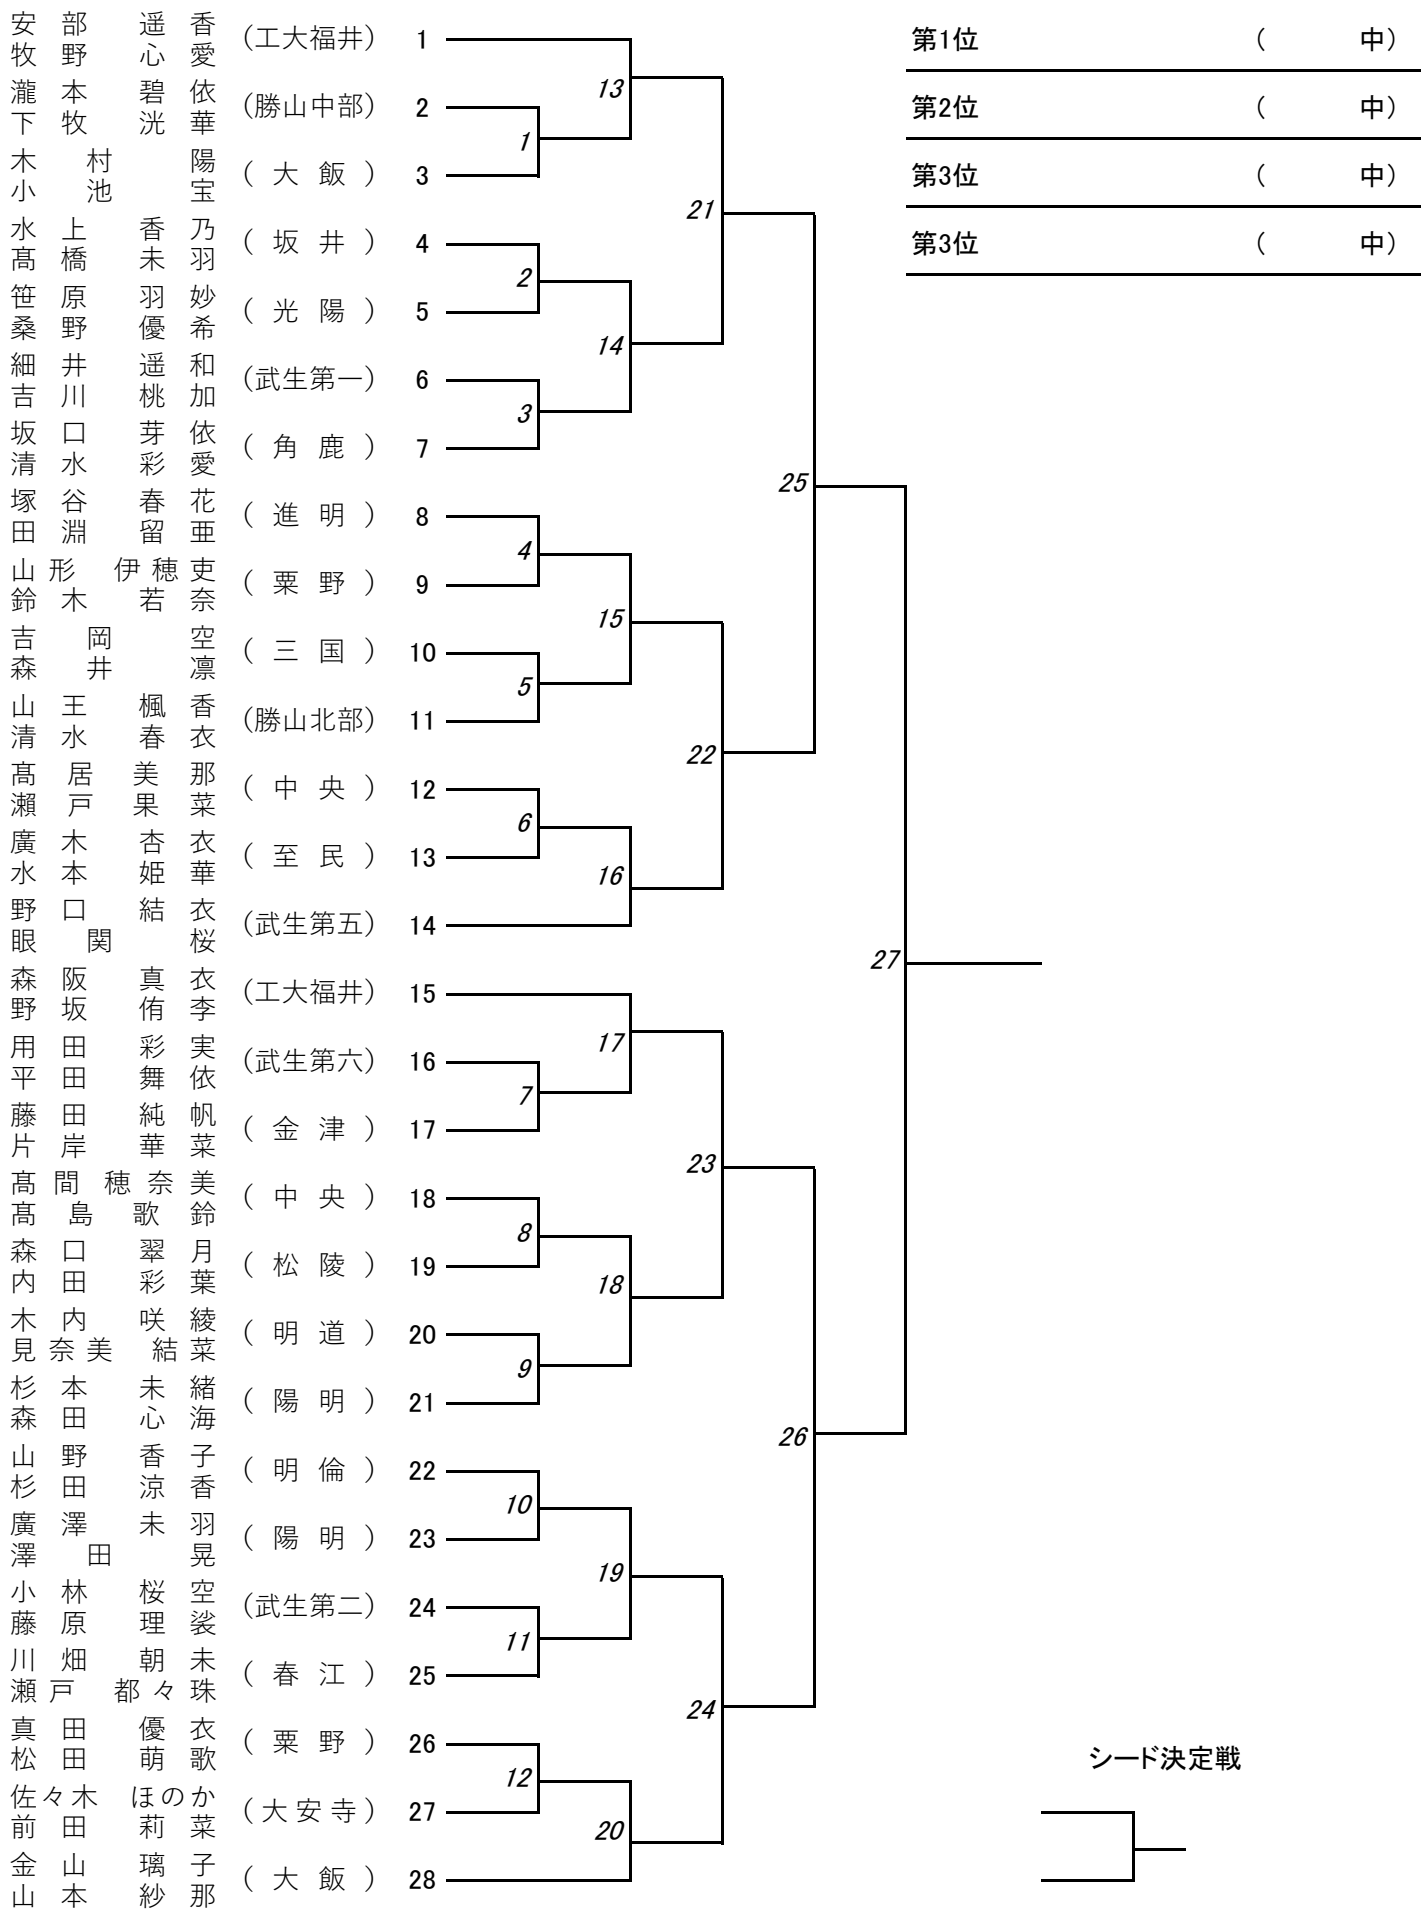 安部 遥香 (工大福井) 1
牧野 心愛
瀧本 碧依 (勝山中部) 2
下牧 洸華
木村 陽 (大飯) 3
小池 宝
水上 香乃 (坂井) 4
髙橋 未羽
笹原 羽妙 (光陽) 5
桑野 優希
細井 遥和 (武生第一) 6
吉川 桃加
坂口 芽依 (角鹿) 7
清水 彩愛
塚谷 春花 (進明) 8
田淵 留亜
山形 伊穂吏 (粟野) 9
鈴木 若奈
吉岡 空 (三国) 10
森井 凛
山王 楓香 (勝山北部) 11
清水 春衣
髙居 美那 (中央) 12
瀨戸 果菜
廣木 杏衣 (至民) 13
水本 姫華
野口 結衣 (武生第五) 14
眼関 桜
森阪 真衣 (工大福井) 15
野坂 侑李
用田 彩実 (武生第六) 16
平田 舞依
藤田 純帆 (金津) 17
片岸 華菜
髙間 穂奈美 (中央) 18
髙島 歌鈴
森口 翠月 (松陵) 19
内田 彩葉
木内 咲綾 (明道) 20
見奈美 結菜
杉本 未緒 (陽明) 21
森田 心海
山野 香子 (明倫) 22
杉田 涼香
廣澤 未羽 (陽明) 23
澤田 晃
小林 桜空 (武生第二) 24
藤原 理裟
川畑 朝未 (春江) 25
瀬戸 都々珠
真田 優衣 (粟野) 26
松田 萌歌
佐々木 ほのか (大安寺) 27
前田 莉菜
金山 璃子 (大飯) 28
山本 紗那
1
2
3
4
5
6
7
8
9
10
11
12
13
14
15
16
17
18
19
20
21
22
23
24
25
26
27
第1位 ( 中)
第2位 ( 中)
第3位 ( 中)
第3位 ( 中)
シード決定戦